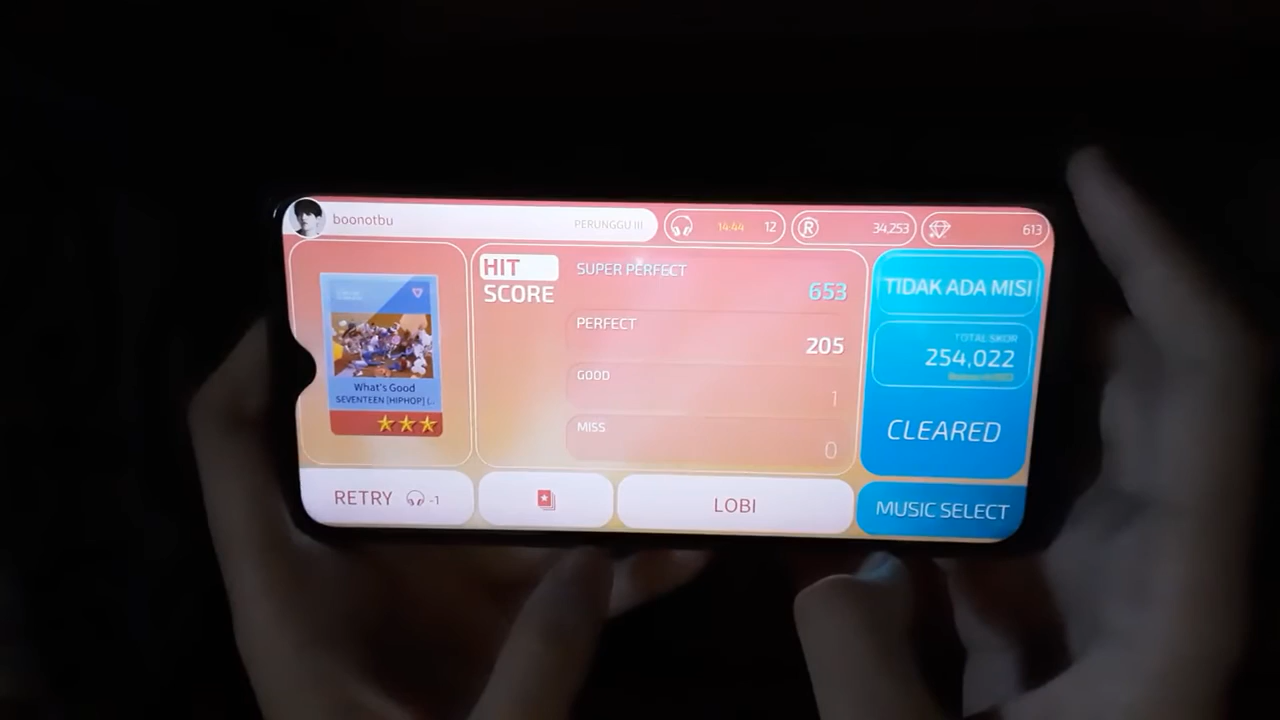 boonotbu
PERUNGGU III
14:44 12
34,253
613
HIT
SCORE
SUPER PERFECT
653
PERFECT
205
GOOD
1
MISS
0
What's Good
SEVENTEEN [HIPHOP] (..
TIDAK ADA MISI
TOTAL SKOR
254,022
CLEARED
RETRY -1
LOBI
MUSIC SELECT